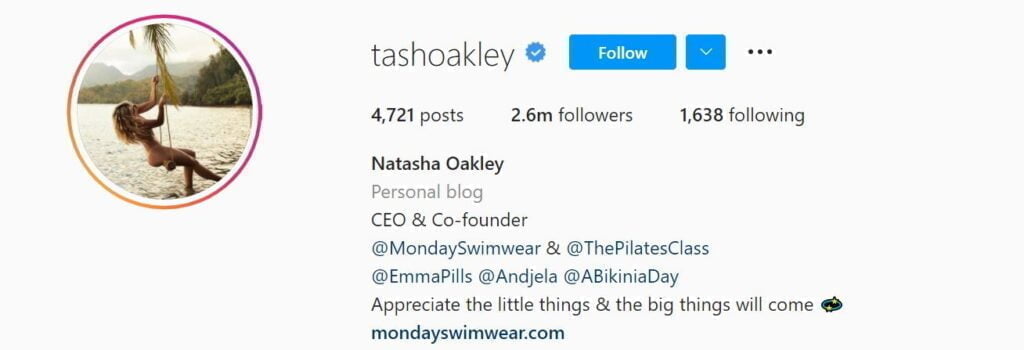 tashoakley Follow
4,721 posts 2.6m followers 1,638 following
Natasha Oakley
Personal blog
CEO & Co-founder
@MondaySwimwear & @ThePilatesClass
@EmmaPills @Andjela @ABikiniaDay
Appreciate the little things & the big things will come 💫
mondayswimwear.com